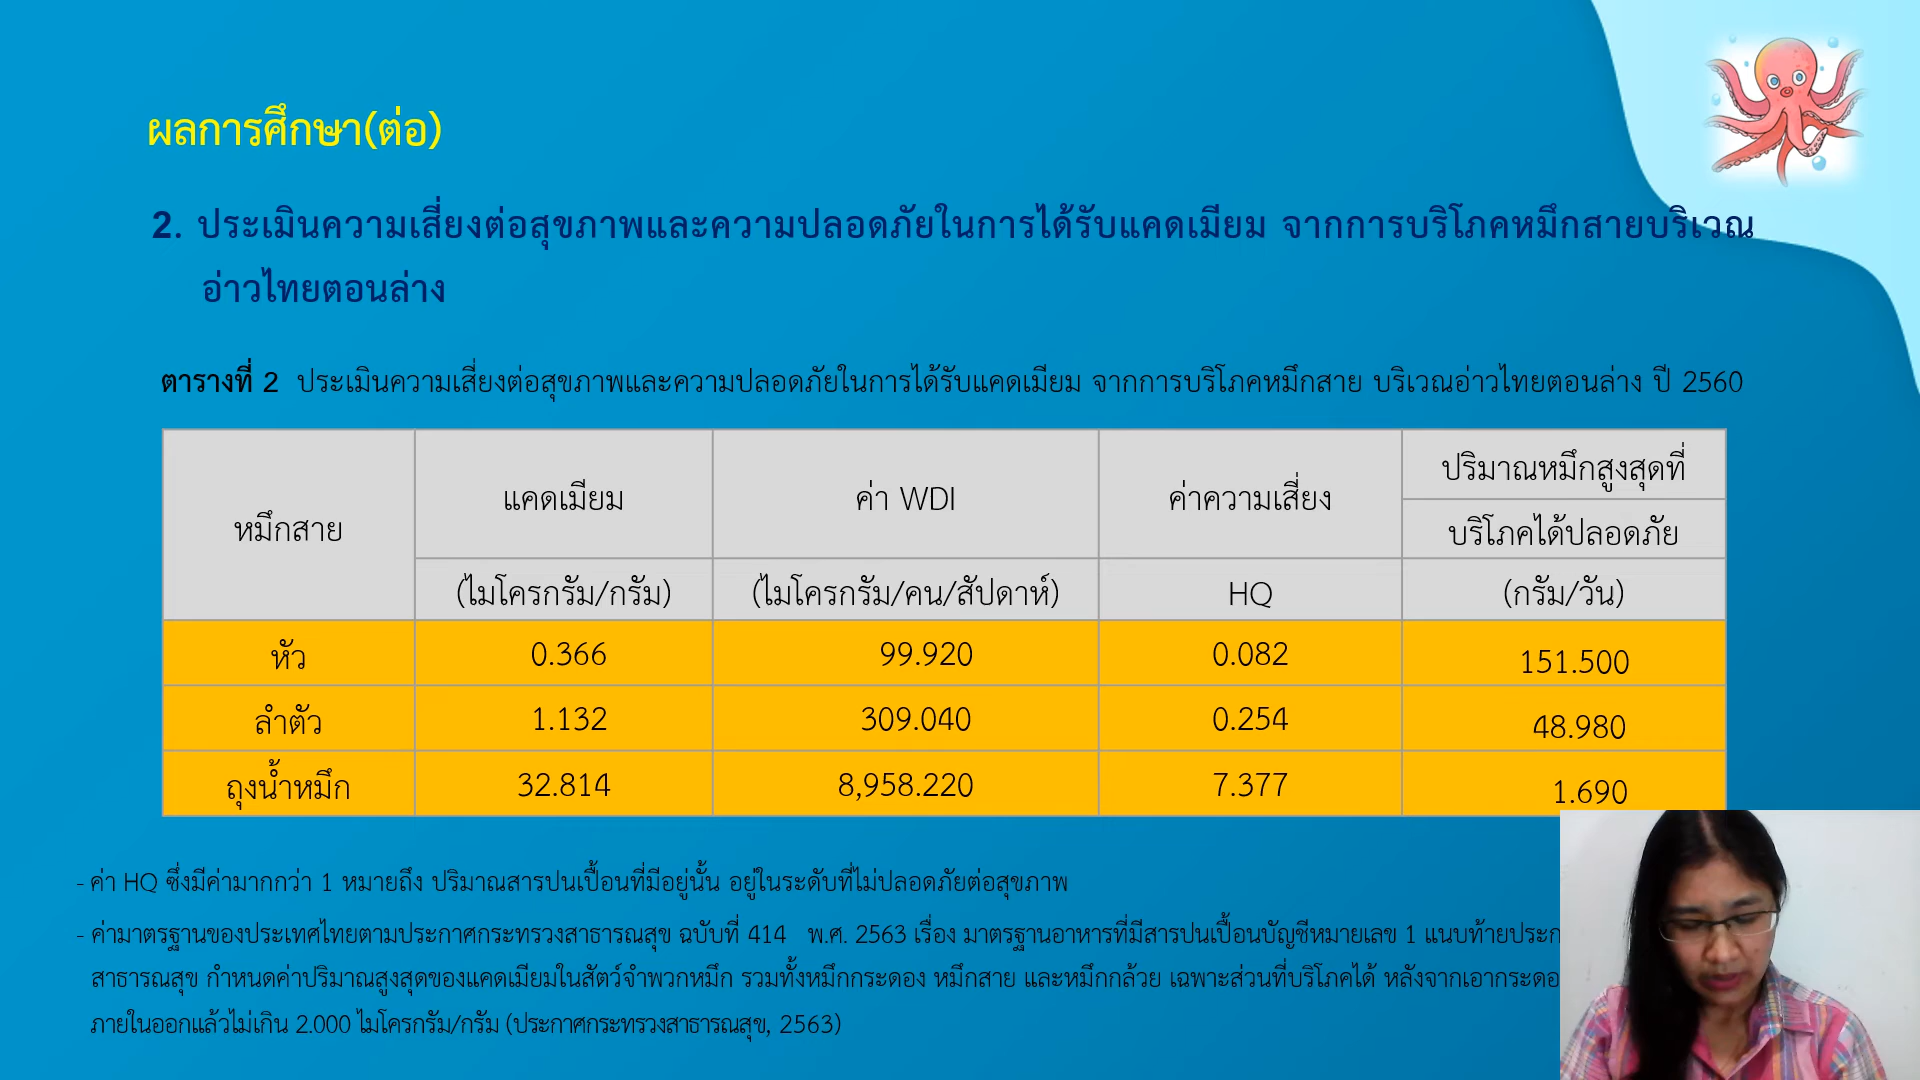 ผลการศึกษา(ต่อ)
2. ประเมินความเสี่ยงต่อสุขภาพและความปลอดภัยในการได้รับแคดเมียม จากการบริโภคหมึกสายบริเวณ
อ่าวไทยตอนล่าง
ตารางที่ 2 ประเมินความเสี่ยงต่อสุขภาพและความปลอดภัยในการได้รับแคดเมียม จากการบริโภคหมึกสาย บริเวณอ่าวไทยตอนล่าง ปี 2560
หมึกสาย แคดเมียม ค่า WDI ค่าความเสี่ยง ปริมาณหมึกสูงสุดที่
บริโภคได้ปลอดภัย
(ไมโครกรัม/กรัม) (ไมโครกรัม/คน/สัปดาห์) HQ (กรัม/วัน)
หัว 0.366 99.920 0.082 151.500
ลำตัว 1.132 309.040 0.254 48.980
ถุงน้ำหมึก 32.814 8,958.220 7.377 1.690
- ค่า HQ ซึ่งมีค่ามากกว่า 1 หมายถึง ปริมาณสารปนเปื้อนที่มีอยู่นั้น อยู่ในระดับที่ไม่ปลอดภัยต่อสุขภาพ
- ค่ามาตรฐานของประเทศไทยตามประกาศกระทรวงสาธารณสุข ฉบับที่ 414 พ.ศ. 2563 เรื่อง มาตรฐานอาหารที่มีสารปนเปื้อนบัญชีหมายเลข 1 แนบท้าย
สาธารณสุข กำหนดค่าปริมาณสูงสุดของแคดเมียมในสัตว์จำพวกหมึก รวมทั้งหมึกกระดอง หมึกสาย และหมึกกล้วย เฉพาะส่วนที่บริโภคได้ หลังจากเอา
ภายในออกแล้วไม่เกิน 2.000 ไมโครกรัม/กรัม (ประกาศกระทรวงสาธารณสุข, 2563)